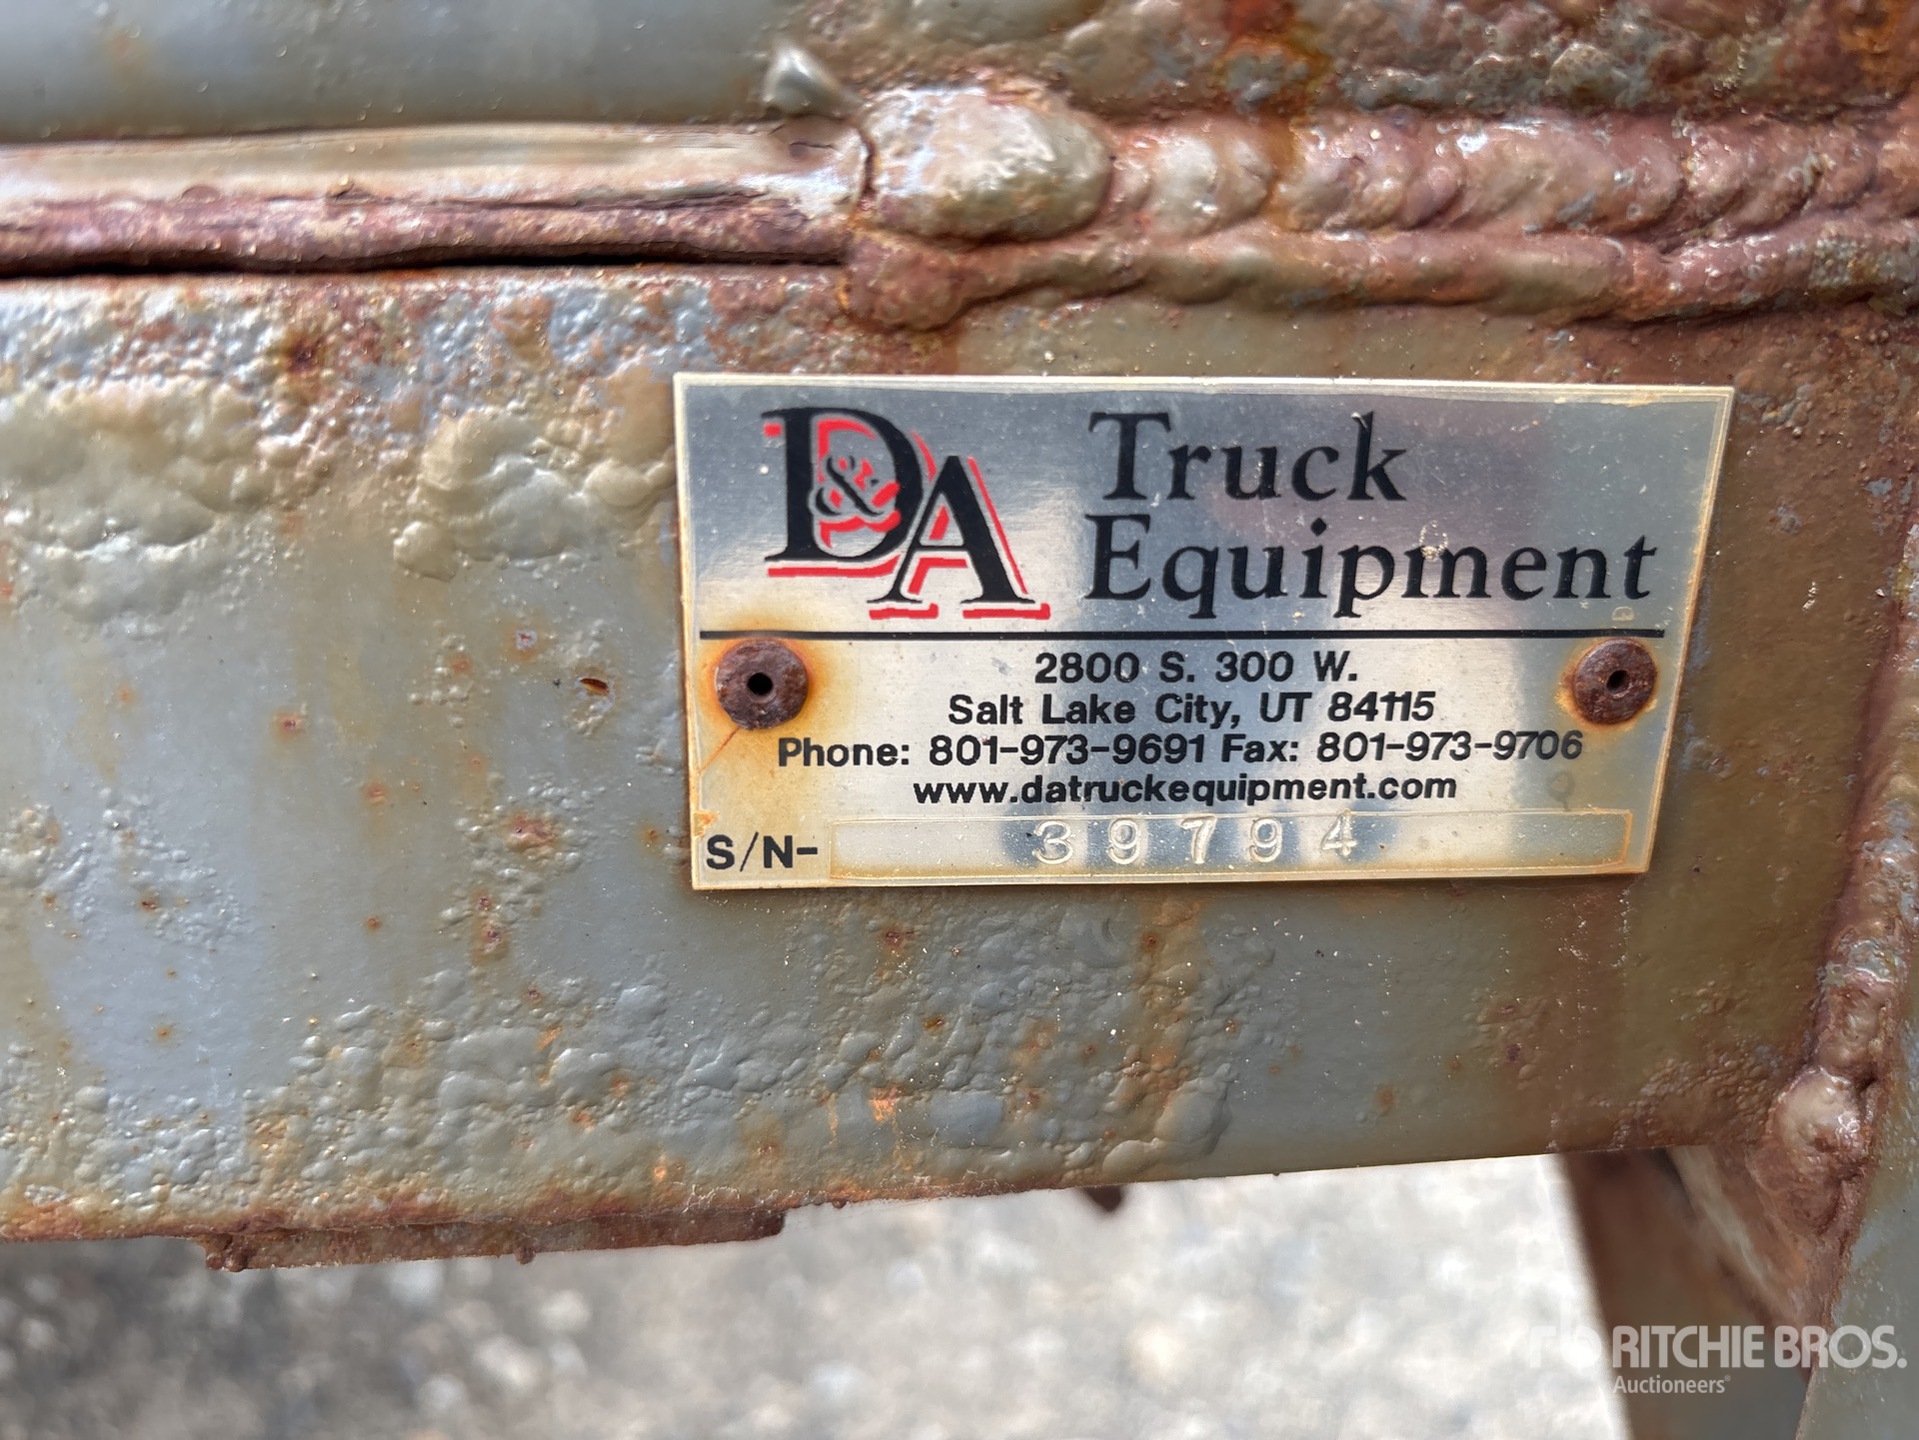 D&A Truck
Equipment
2800 S. 300 W.
Salt Lake City, UT 84115
Phone: 801-973-9691 Fax: 801-973-9706
www.datruckequipment.com
S/N- 39794
RITCHIE BROS.
Auctioneers®